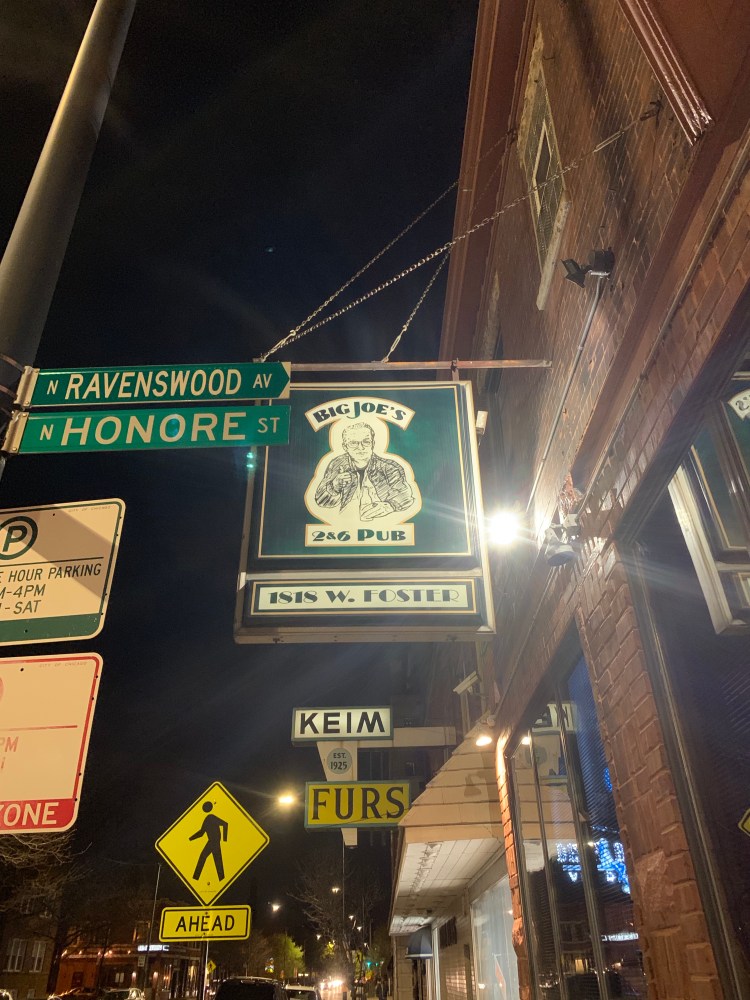 N RAVENSWOOD AV
N HONORE ST
BIG JOE'S
2&6 PUB
1818 W. FOSTER
P
HOUR PARKING
-4PM
- SAT
PM
ZONE
KEIM
EST.
1925
FURS
AHEAD